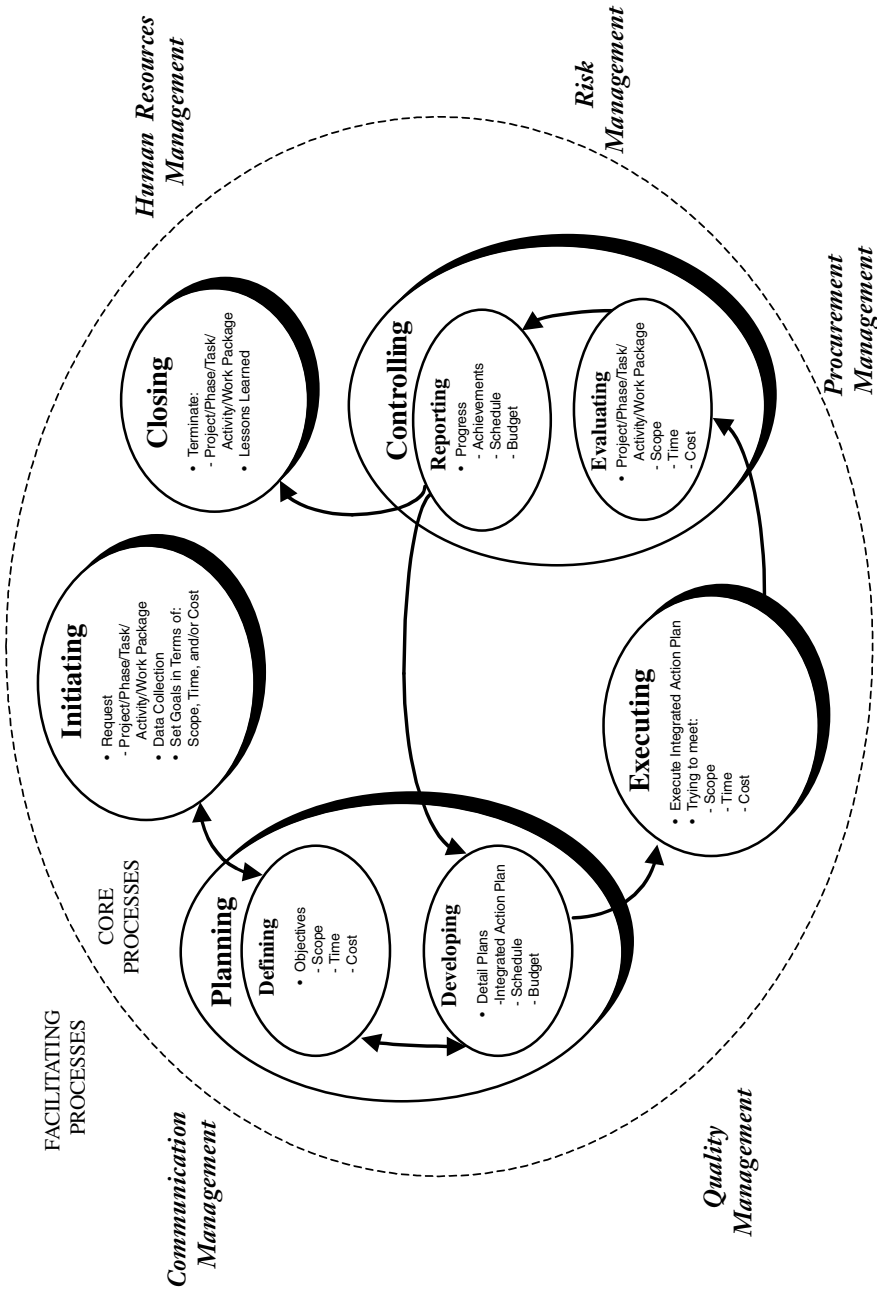 FACILITATING
PROCESSES
CORE
PROCESSES
Communication
Management
Human Resources
Management
Initiating
• Request
- Project/Phase/Task/
Activity/Work Package
• Data Collection
• Set Goals in Terms of:
Scope, Time, and/or Cost
Closing
• Terminate:
- Project/Phase/Task/
Activity/Work Package
• Lessons Learned
Planning
Defining
• Objectives
- Scope
- Time
- Cost
Developing
• Detail Plans
-Integrated Action Plan
- Schedule
- Budget
Controlling
Reporting
• Progress
- Achievements
- Schedule
- Budget
Evaluating
• Project/Phase/Task/
Activity/Work Package
- Scope
- Time
- Cost
Executing
• Execute Integrated Action Plan
• Trying to meet:
- Scope
- Time
- Cost
Risk
Management
Quality
Management
Procurement
Management